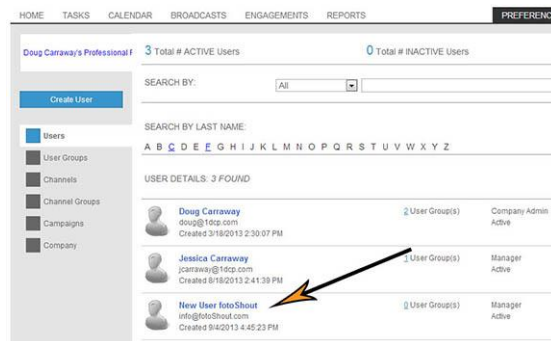 HOME TASKS CALENDAR BROADCASTS ENGAGEMENTS REPORTS PREFERENC
Doug Carraway's Professional F
3 Total # ACTIVE Users 0 Total # INACTIVE Users
SEARCH BY: All
Create User
SEARCH BY LAST NAME:
A B C D E F G H I J K L M N O P Q R S T U V W X Y Z
Users
User Groups
Channels
Channel Groups
Campaigns
Company
USER DETAILS: 3 FOUND
Doug Carraway 2 User Group(s) Company Admin
doug@1dcp.com Active
Created 3/18/2013 2:30:07 PM
Jessica Carraway 1 User Group(s) Manager
jcarraway@1dcp.com Active
Created 8/18/2013 2:41:39 PM
New User fotoShout 0 User Group(s) Manager
info@fotoShout.com Active
Created 9/4/2013 4:45:23 PM